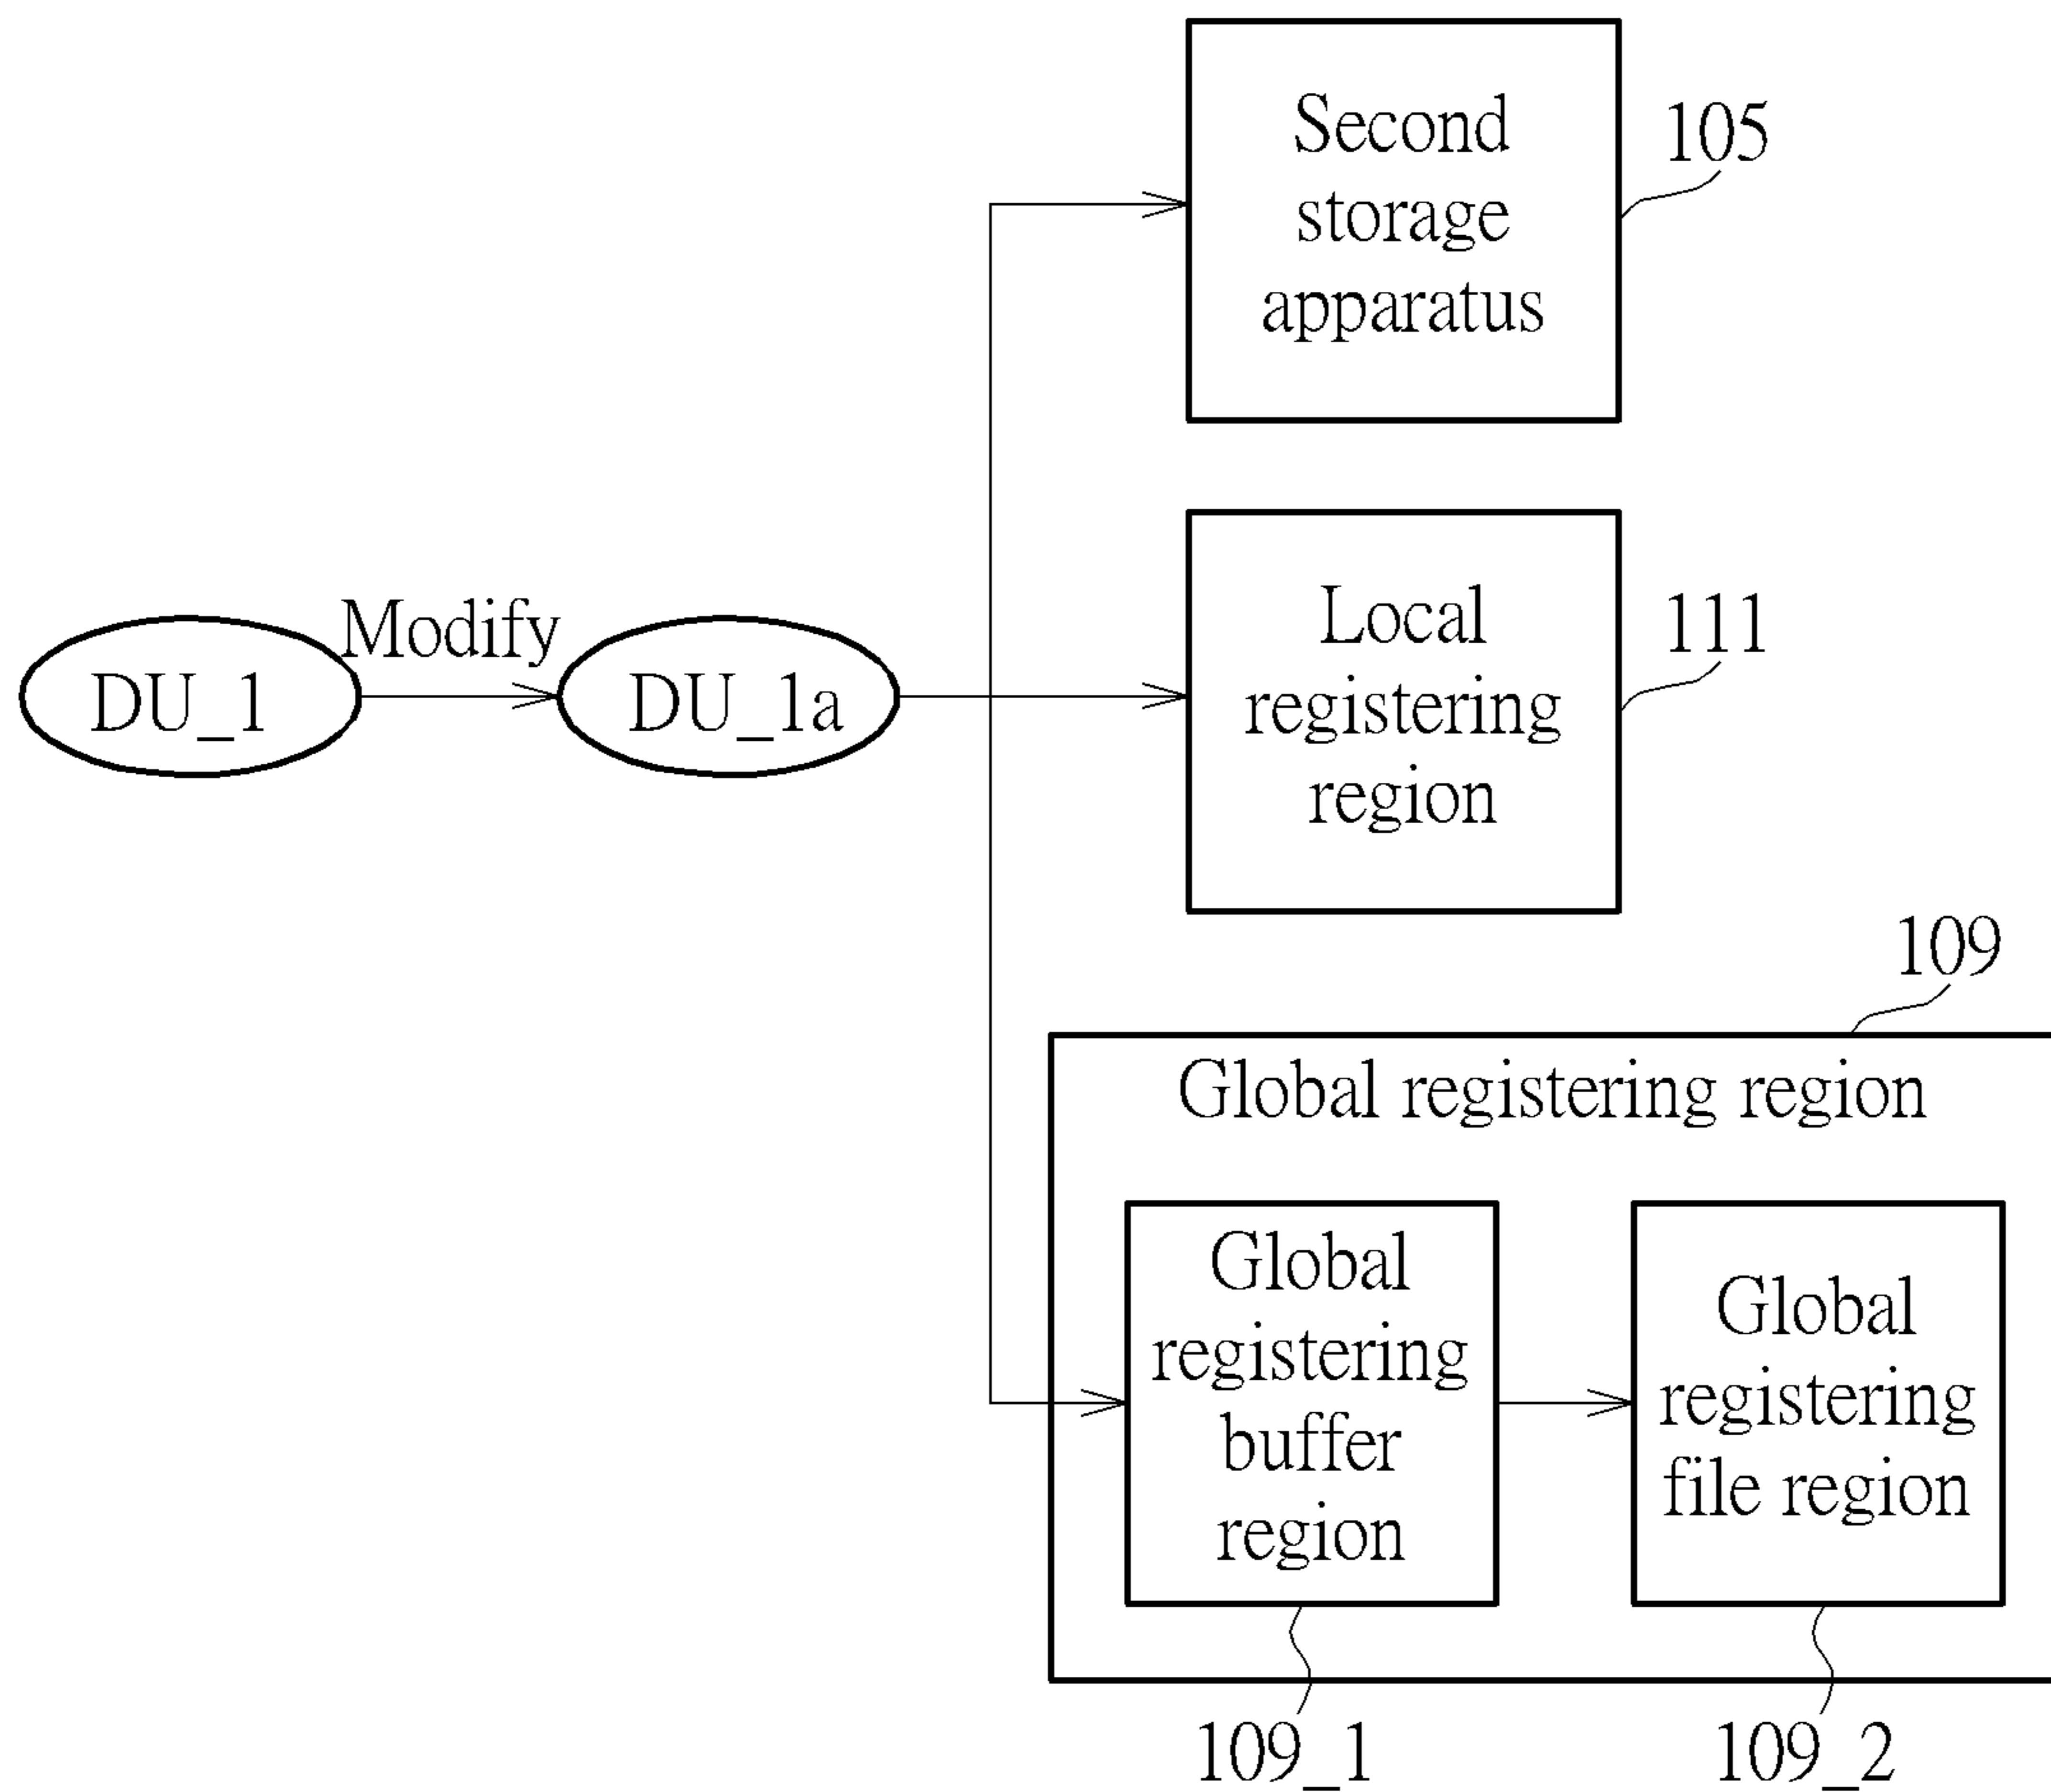 Second
storage
apparatus
105
Modify
DU_1
DU_1a
Local
registering
region
111
109
Global registering region
Global
registering
buffer
region
Global
registering
file region
109_1
109_2